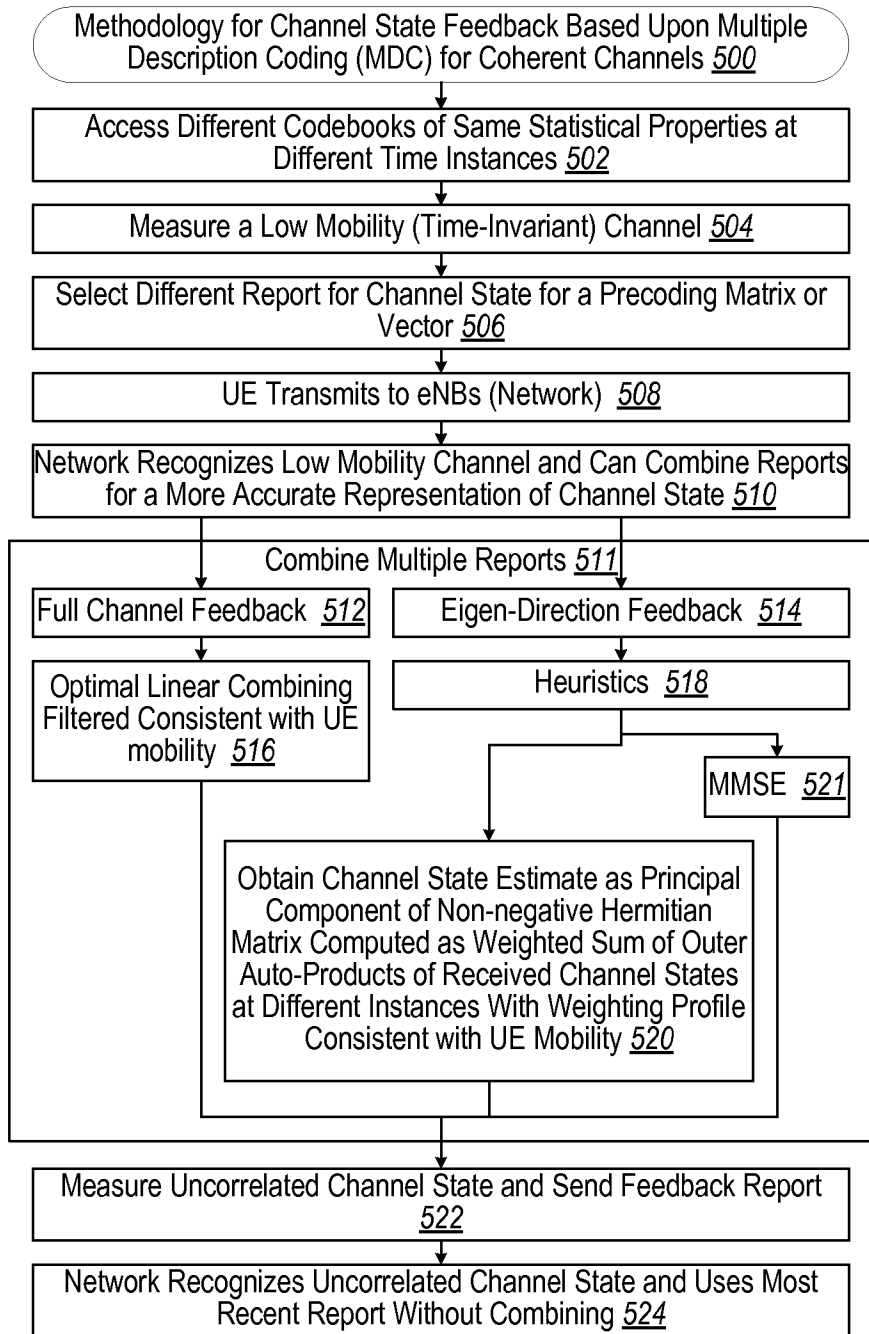 Methodology for Channel State Feedback Based Upon Multiple
Description Coding (MDC) for Coherent Channels 500
Access Different Codebooks of Same Statistical Properties at
Different Time Instances 502
Measure a Low Mobility (Time-Invariant) Channel 504
Select Different Report for Channel State for a Precoding Matrix or
Vector 506
UE Transmits to eNBs (Network) 508
Network Recognizes Low Mobility Channel and Can Combine Reports
for a More Accurate Representation of Channel State 510
Combine Multiple Reports 511
Full Channel Feedback 512
Eigen-Direction Feedback 514
Optimal Linear Combining
Filtered Consistent with UE
mobility 516
Heuristics 518
MMSE 521
Obtain Channel State Estimate as Principal
Component of Non-negative Hermitian
Matrix Computed as Weighted Sum of Outer
Auto-Products of Received Channel States
at Different Instances With Weighting Profile
Consistent with UE Mobility 520
Measure Uncorrelated Channel State and Send Feedback Report
522
Network Recognizes Uncorrelated Channel State and Uses Most
Recent Report Without Combining 524